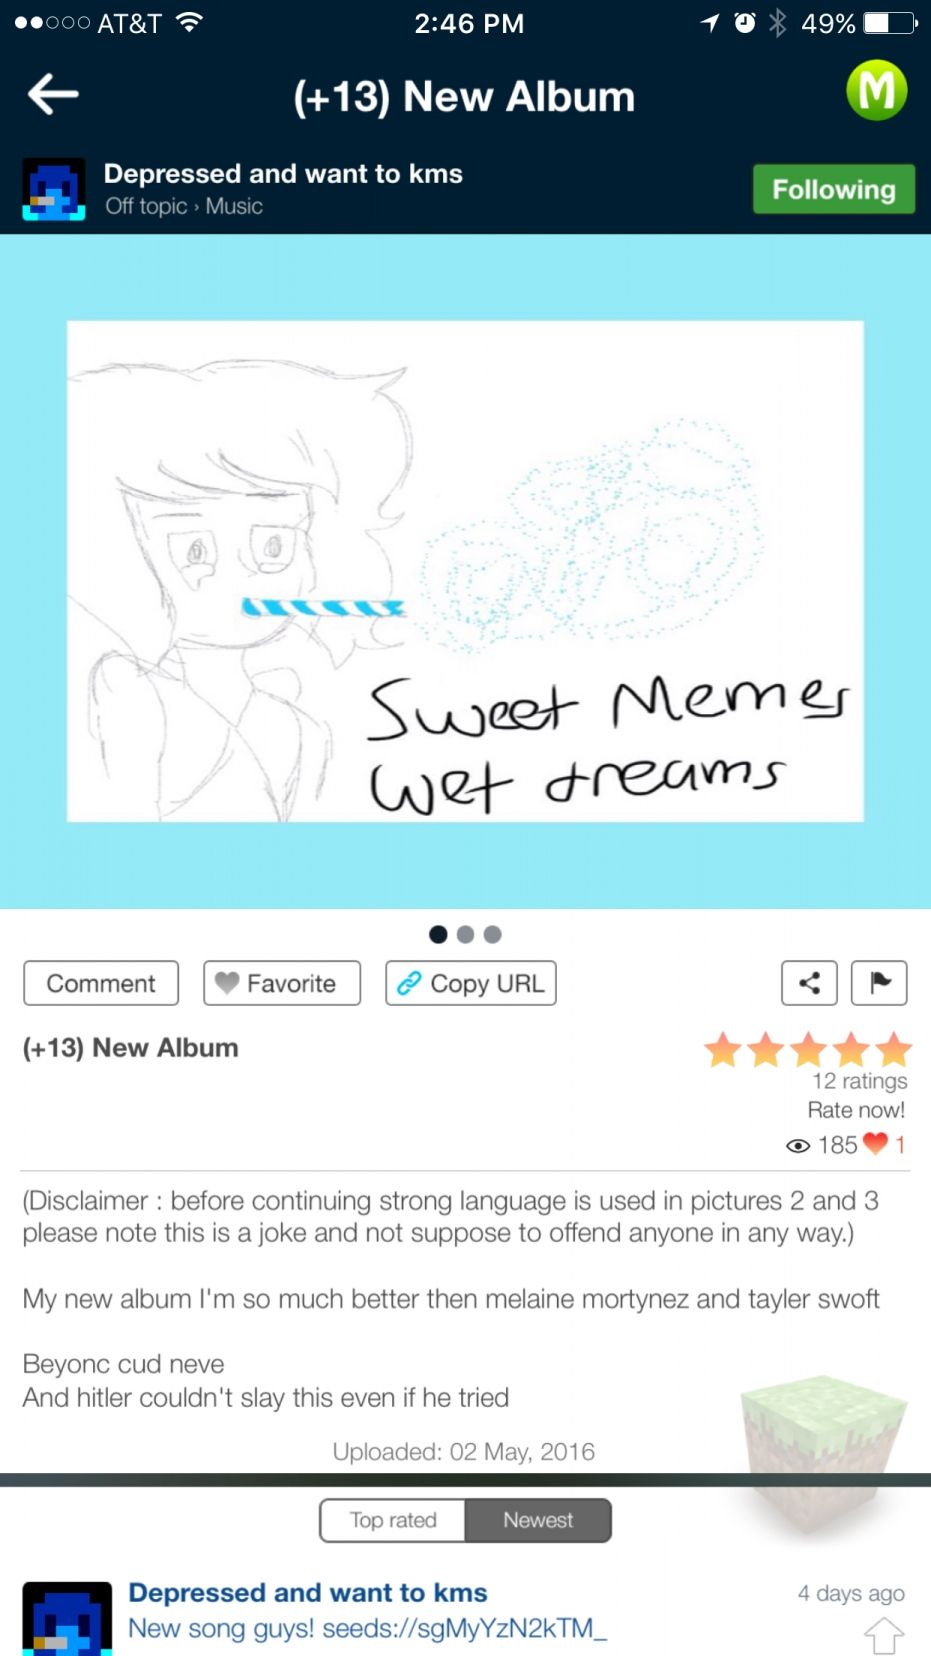 AT&T
2:46 PM
49%
(+13) New Album
M
Depressed and want to kms
Off topic › Music
Following
Sweet Memes
Wet dreams
Comment
Favorite
Copy URL
(+13) New Album
12 ratings
Rate now!
185 1
(Disclaimer : before continuing strong language is used in pictures 2 and 3
please note this is a joke and not suppose to offend anyone in any way.)
My new album I'm so much better then melaine mortynez and tayler swoft
Beyonc cud neve
And hitler couldn't slay this even if he tried
Uploaded: 02 May, 2016
Top rated
Newest
Depressed and want to kms
4 days ago
New song guys! seeds://sgMyYzN2kTM_